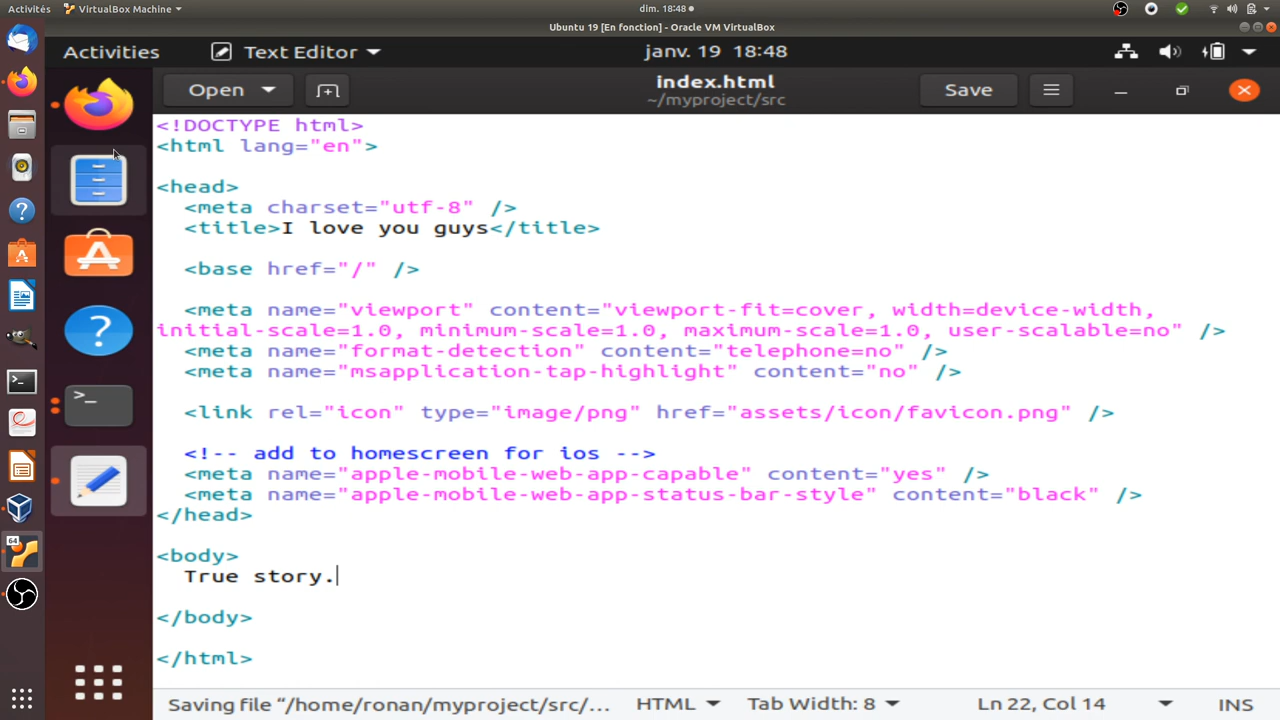 Activités VirtualBox Machine dim. 18:48
Ubuntu 19 [En fonction] - Oracle VM VirtualBox
Activities Text Editor janv. 19 18:48
Open index.html Save
~/myproject/src
<!DOCTYPE html>
<html lang="en">
<head>
<meta charset="utf-8" />
<title>I love you guys</title>
<base href="/" />
<meta name="viewport" content="viewport-fit=cover, width=device-width,
initial-scale=1.0, minimum-scale=1.0, maximum-scale=1.0, user-scalable=no" />
<meta name="format-detection" content="telephone=no" />
<meta name="msapplication-tap-highlight" content="no" />
<link rel="icon" type="image/png" href="assets/icon/favicon.png" />
<!-- add to homescreen for ios -->
<meta name="apple-mobile-web-app-capable" content="yes" />
<meta name="apple-mobile-web-app-status-bar-style" content="black" />
</head>
<body>
True story.
</body>
</html>
64
Saving file “/home/ronan/myproject/src/... HTML Tab Width: 8 Ln 22, Col 14 INS